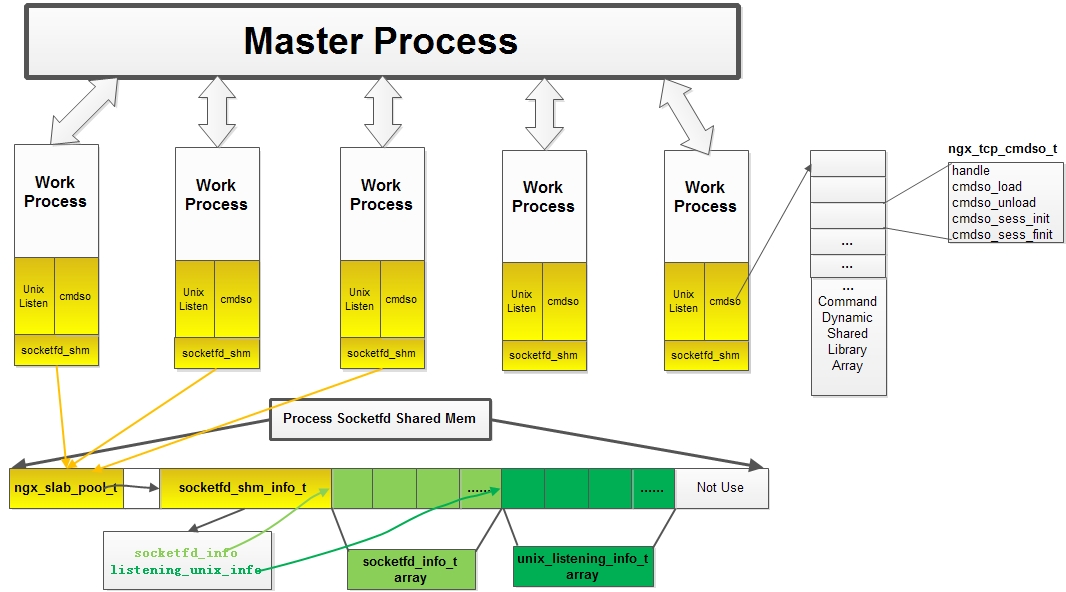 Master Process
Work
Process
Unix
Listen
cmdso
socketfd_shm
Work
Process
Unix
Listen
cmdso
socketfd_shm
Work
Process
Unix
Listen
cmdso
socketfd_shm
Work
Process
Unix
Listen
cmdso
socketfd_shm
Work
Process
Unix
Listen
cmdso
socketfd_shm
...
...
...
Command
Dynamic
Shared
Library
Array
ngx_tcp_cmdso_t
handle
cmdso_load
cmdso_unload
cmdso_sess_init
cmdso_sess_finit
Process Socketfd Shared Mem
ngx_slab_pool_t
socketfd_shm_info_t
......
......
Not Use
socketfd_info
listening_unix_info
socketfd_info_t
array
unix_listening_info_t
array